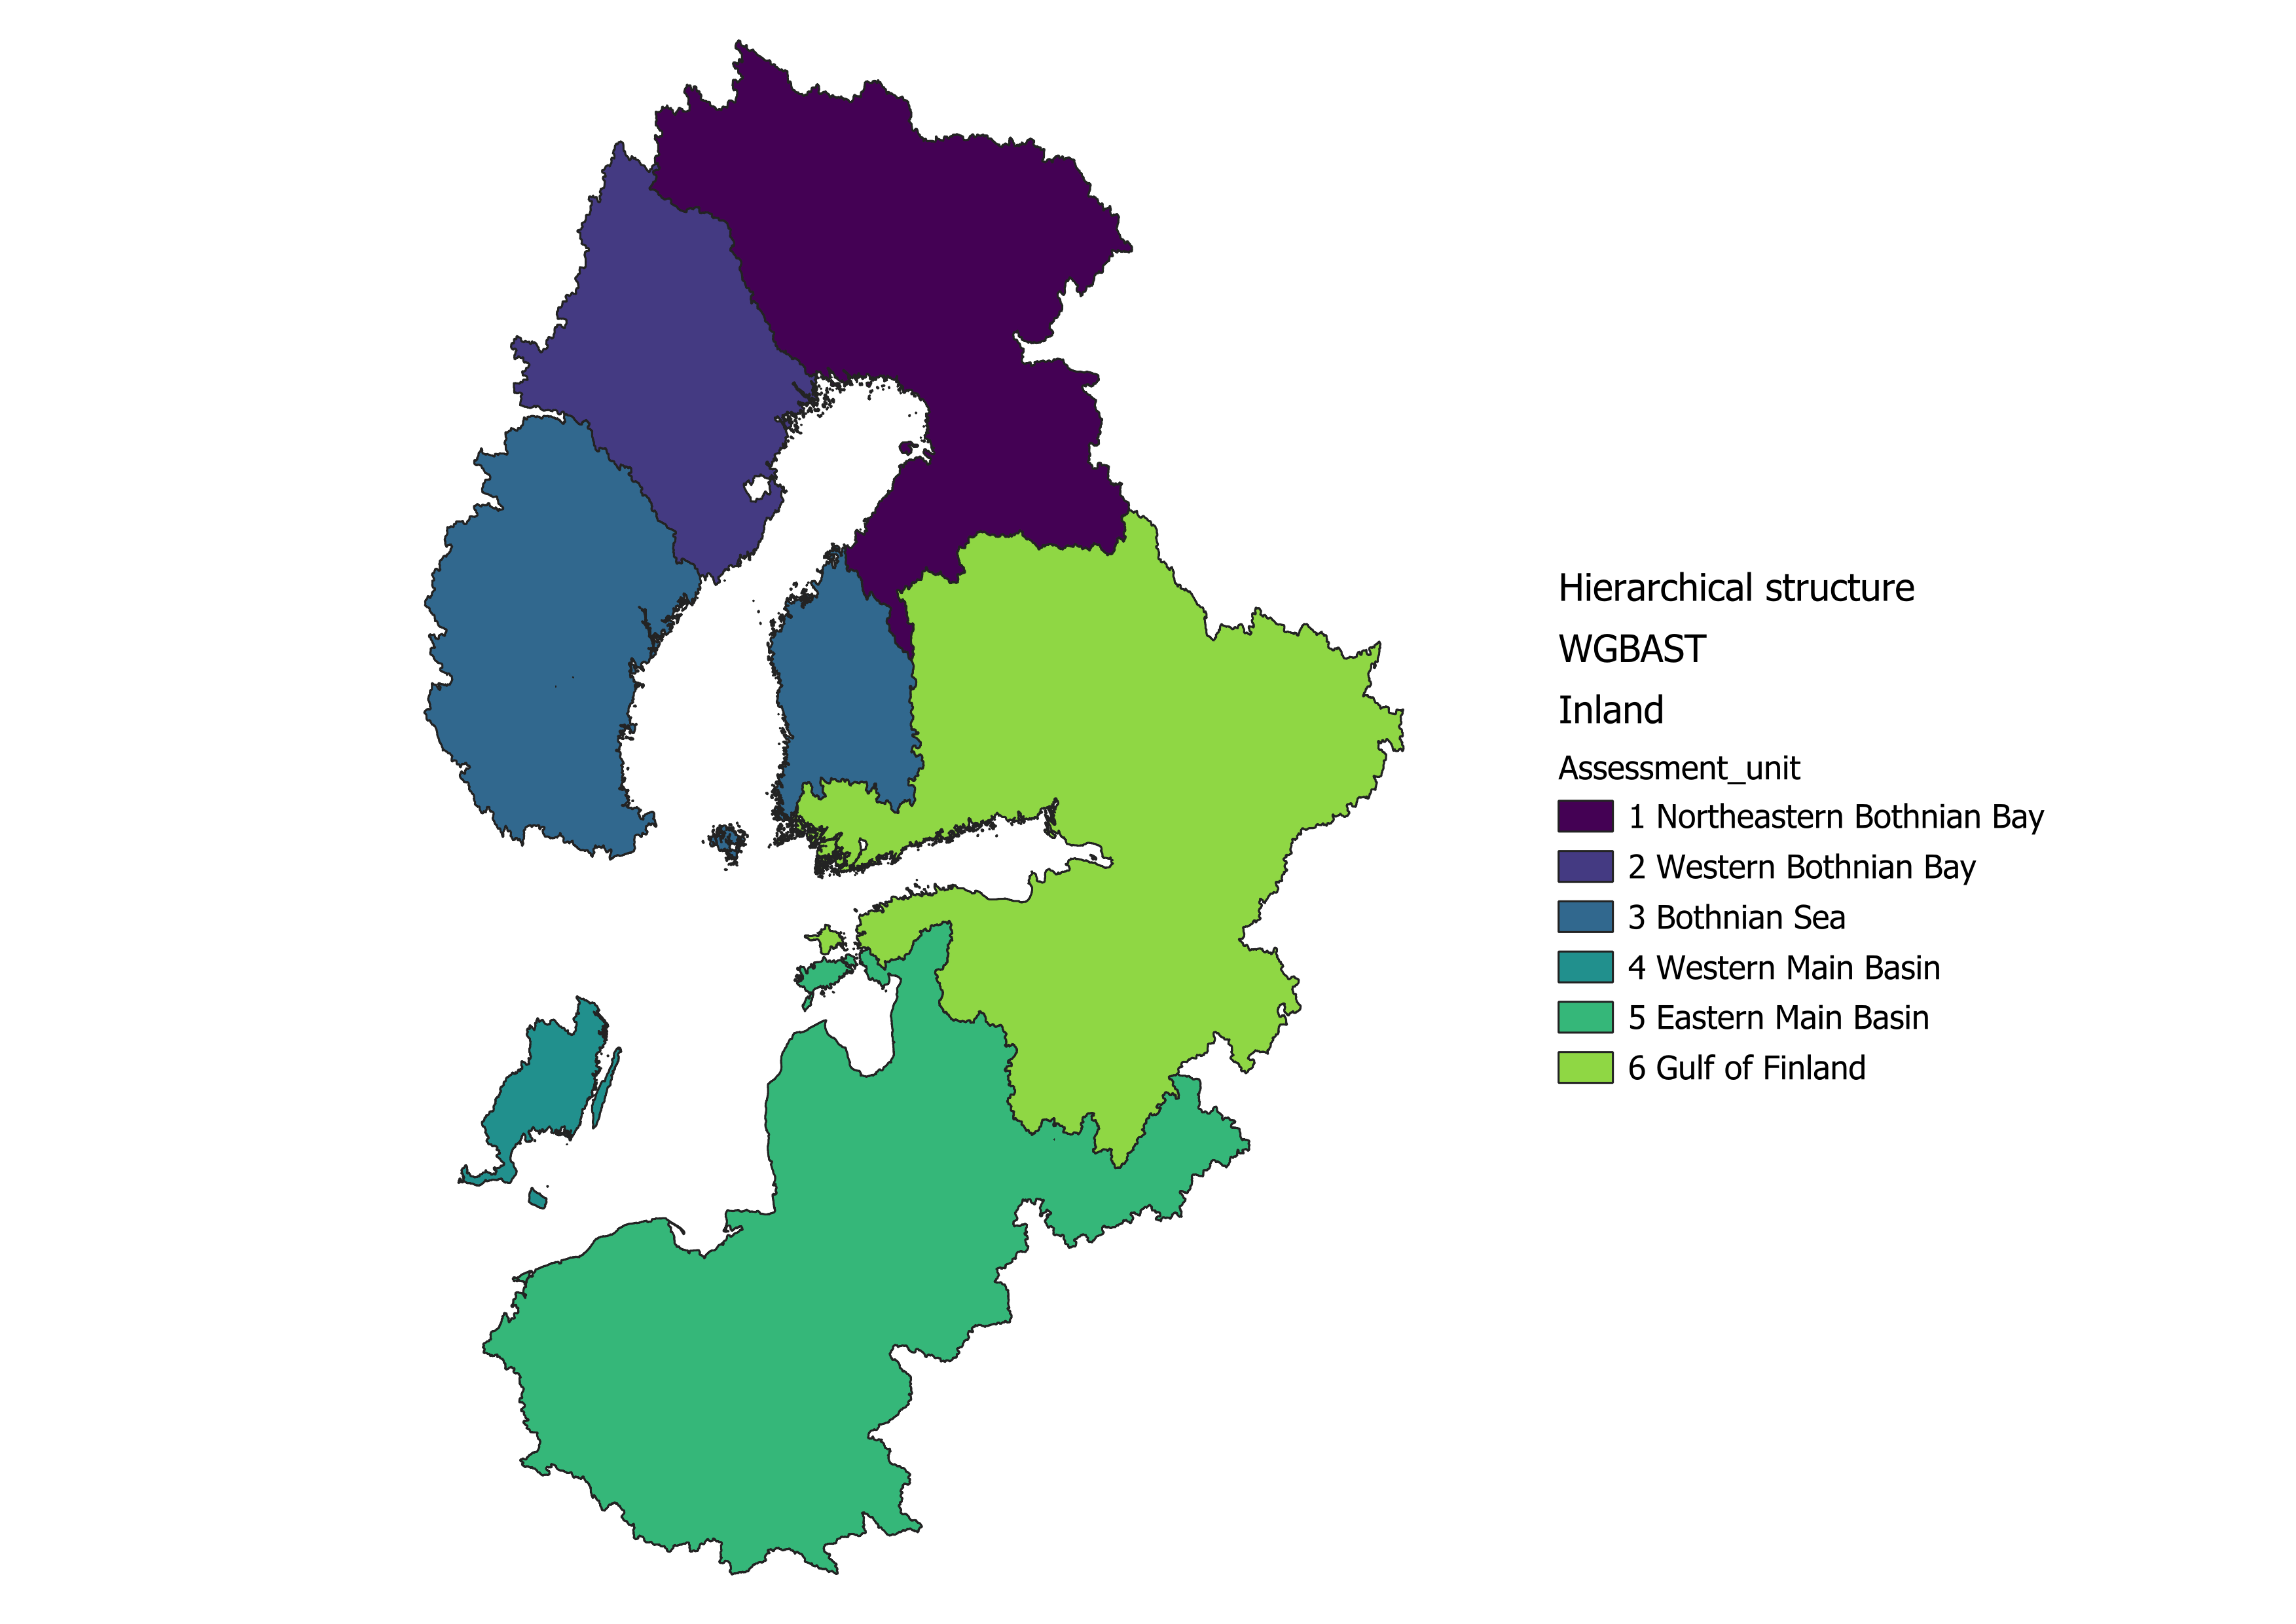 Hierarchical structure
WGBAST
Inland
Assessment_unit
1 Northeastern Bothnian Bay
2 Western Bothnian Bay
3 Bothnian Sea
4 Western Main Basin
5 Eastern Main Basin
6 Gulf of Finland